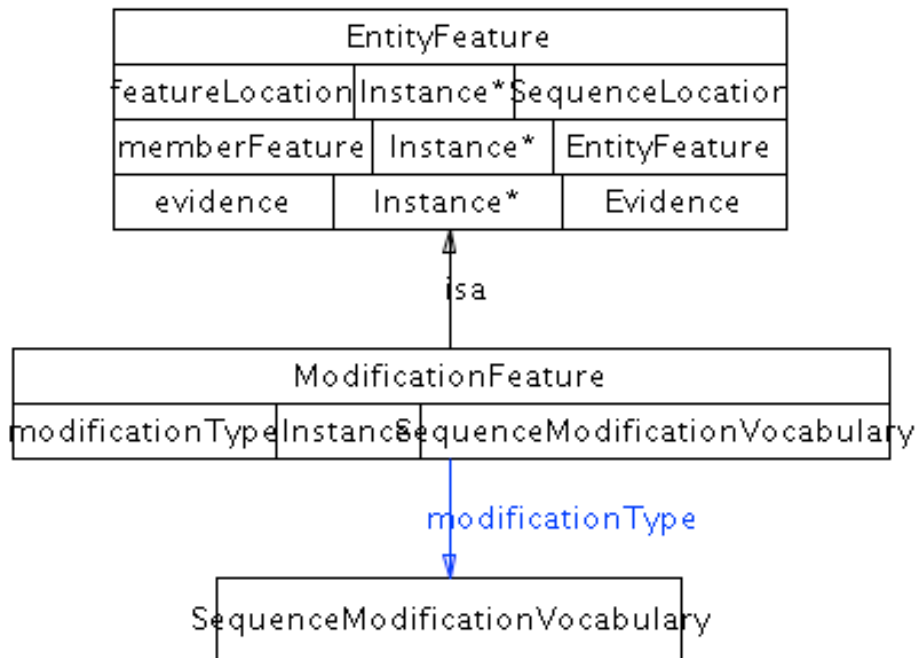 EntityFeature
featureLocation Instance* SequenceLocation
memberFeature Instance* EntityFeature
evidence Instance* Evidence
isa
ModificationFeature
modificationType Instance SequenceModificationVocabulary
modificationType
SequenceModificationVocabulary